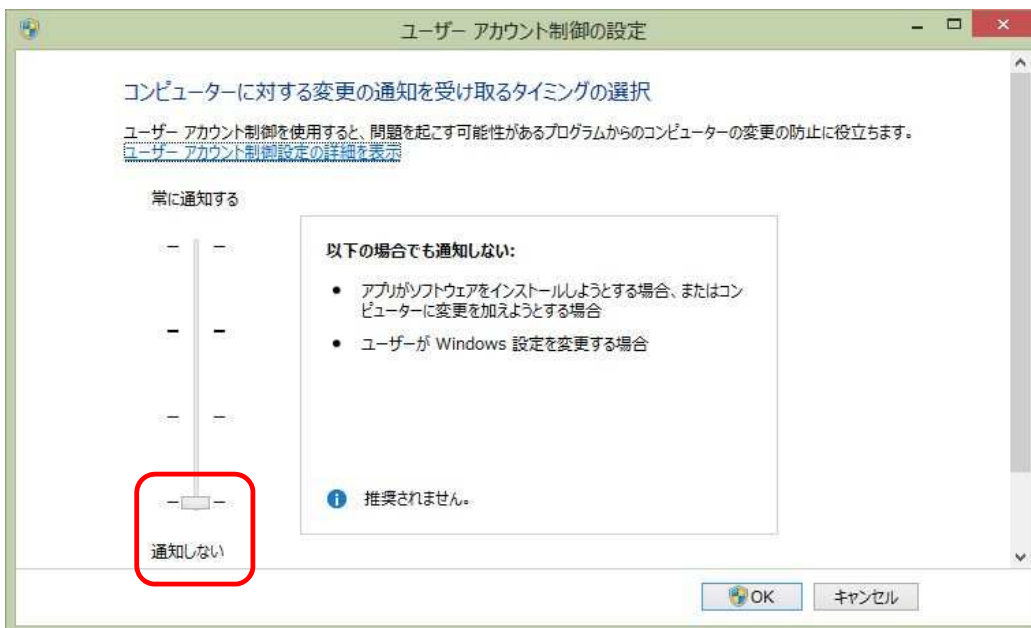 ユーザー アカウント制御の設定
コンピューターに対する変更の通知を受け取るタイミングの選択
ユーザー アカウント制御を使用すると、問題を起こす可能性があるプログラムからのコンピューターの変更の防止に役立ちます。
ユーザー アカウント制御設定の詳細を表示
常に通知する
以下の場合でも通知しない:
• アプリがソフトウェアをインストールしようとする場合、またはコン
ピューターに変更を加えようとする場合
• ユーザーが Windows 設定を変更する場合
推奨されません。
通知しない
OK キャンセル